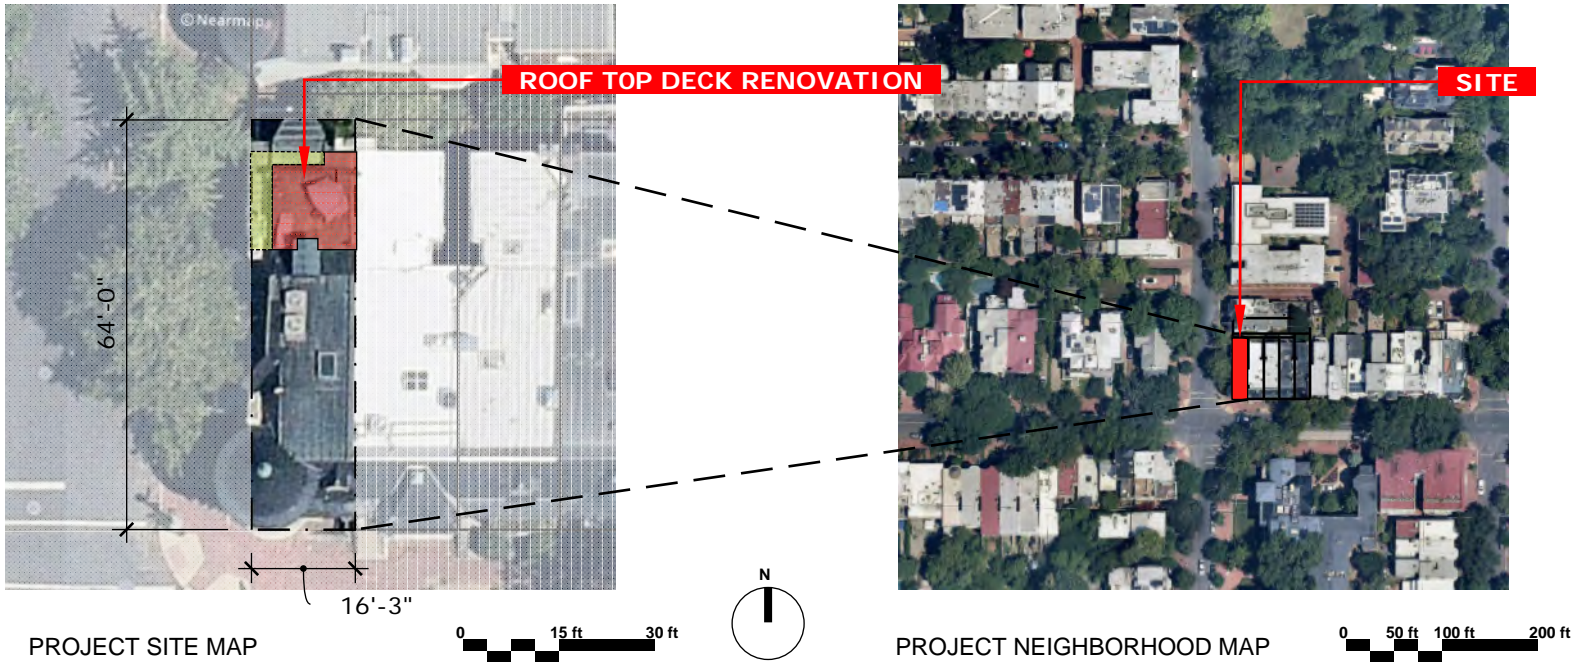 © Nearmap
ROOF TOP DECK RENOVATION
SITE
64'-0"
16'-3"
N
PROJECT SITE MAP
0 15 ft 30 ft
PROJECT NEIGHBORHOOD MAP
0 50 ft 100 ft 200 ft